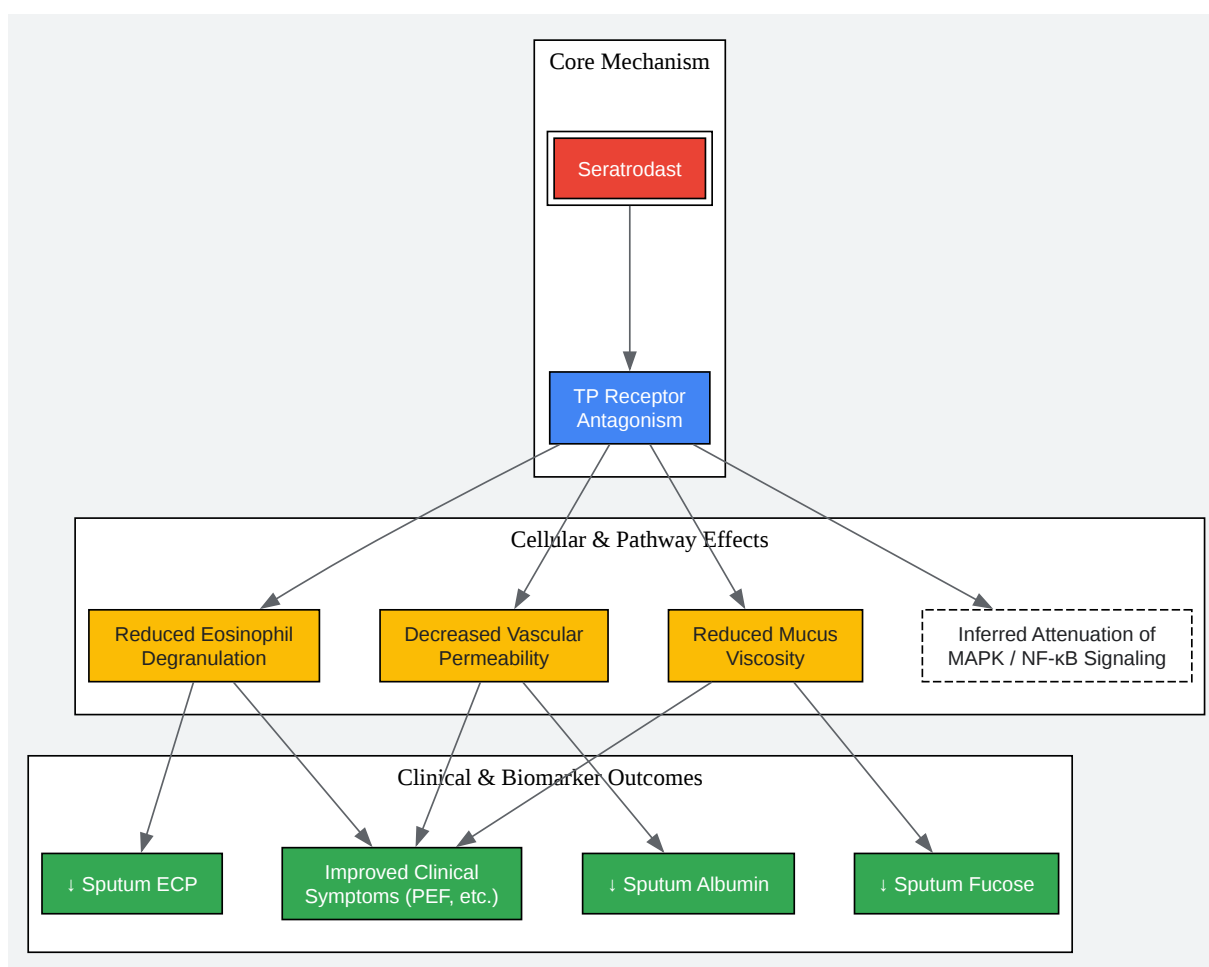 Core Mechanism
Seratrodast
TP Receptor
Antagonism
Cellular & Pathway Effects
Reduced Eosinophil
Degranulation
Decreased Vascular
Permeability
Reduced Mucus
Viscosity
Inferred Attenuation of
MAPK / NF-κB Signaling
Clinical & Biomarker Outcomes
↓ Sputum ECP
Improved Clinical
Symptoms (PEF, etc.)
↓ Sputum Albumin
↓ Sputum Fucose